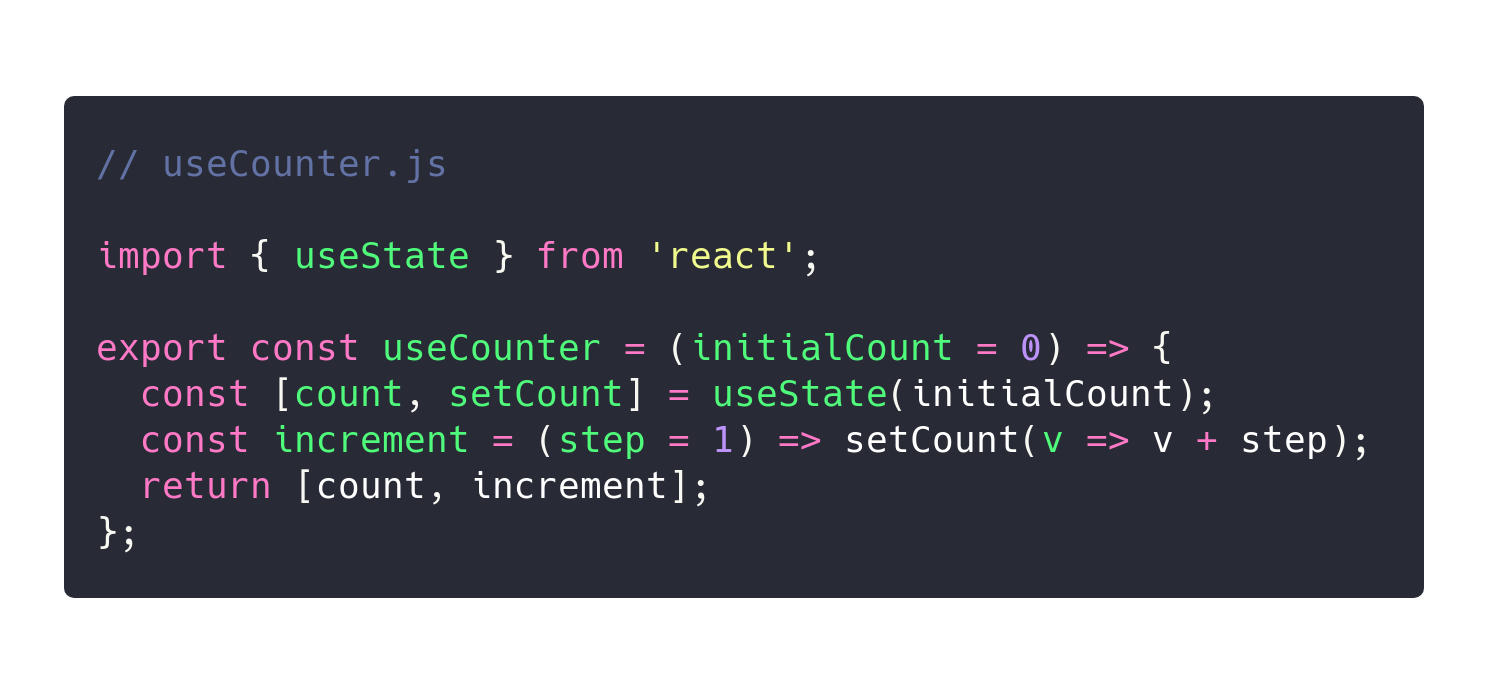 // useCounter.js

import { useState } from 'react';

export const useCounter = (initialCount = 0) => {
  const [count, setCount] = useState(initialCount);
  const increment = (step = 1) => setCount(v => v + step);
  return [count, increment];
};